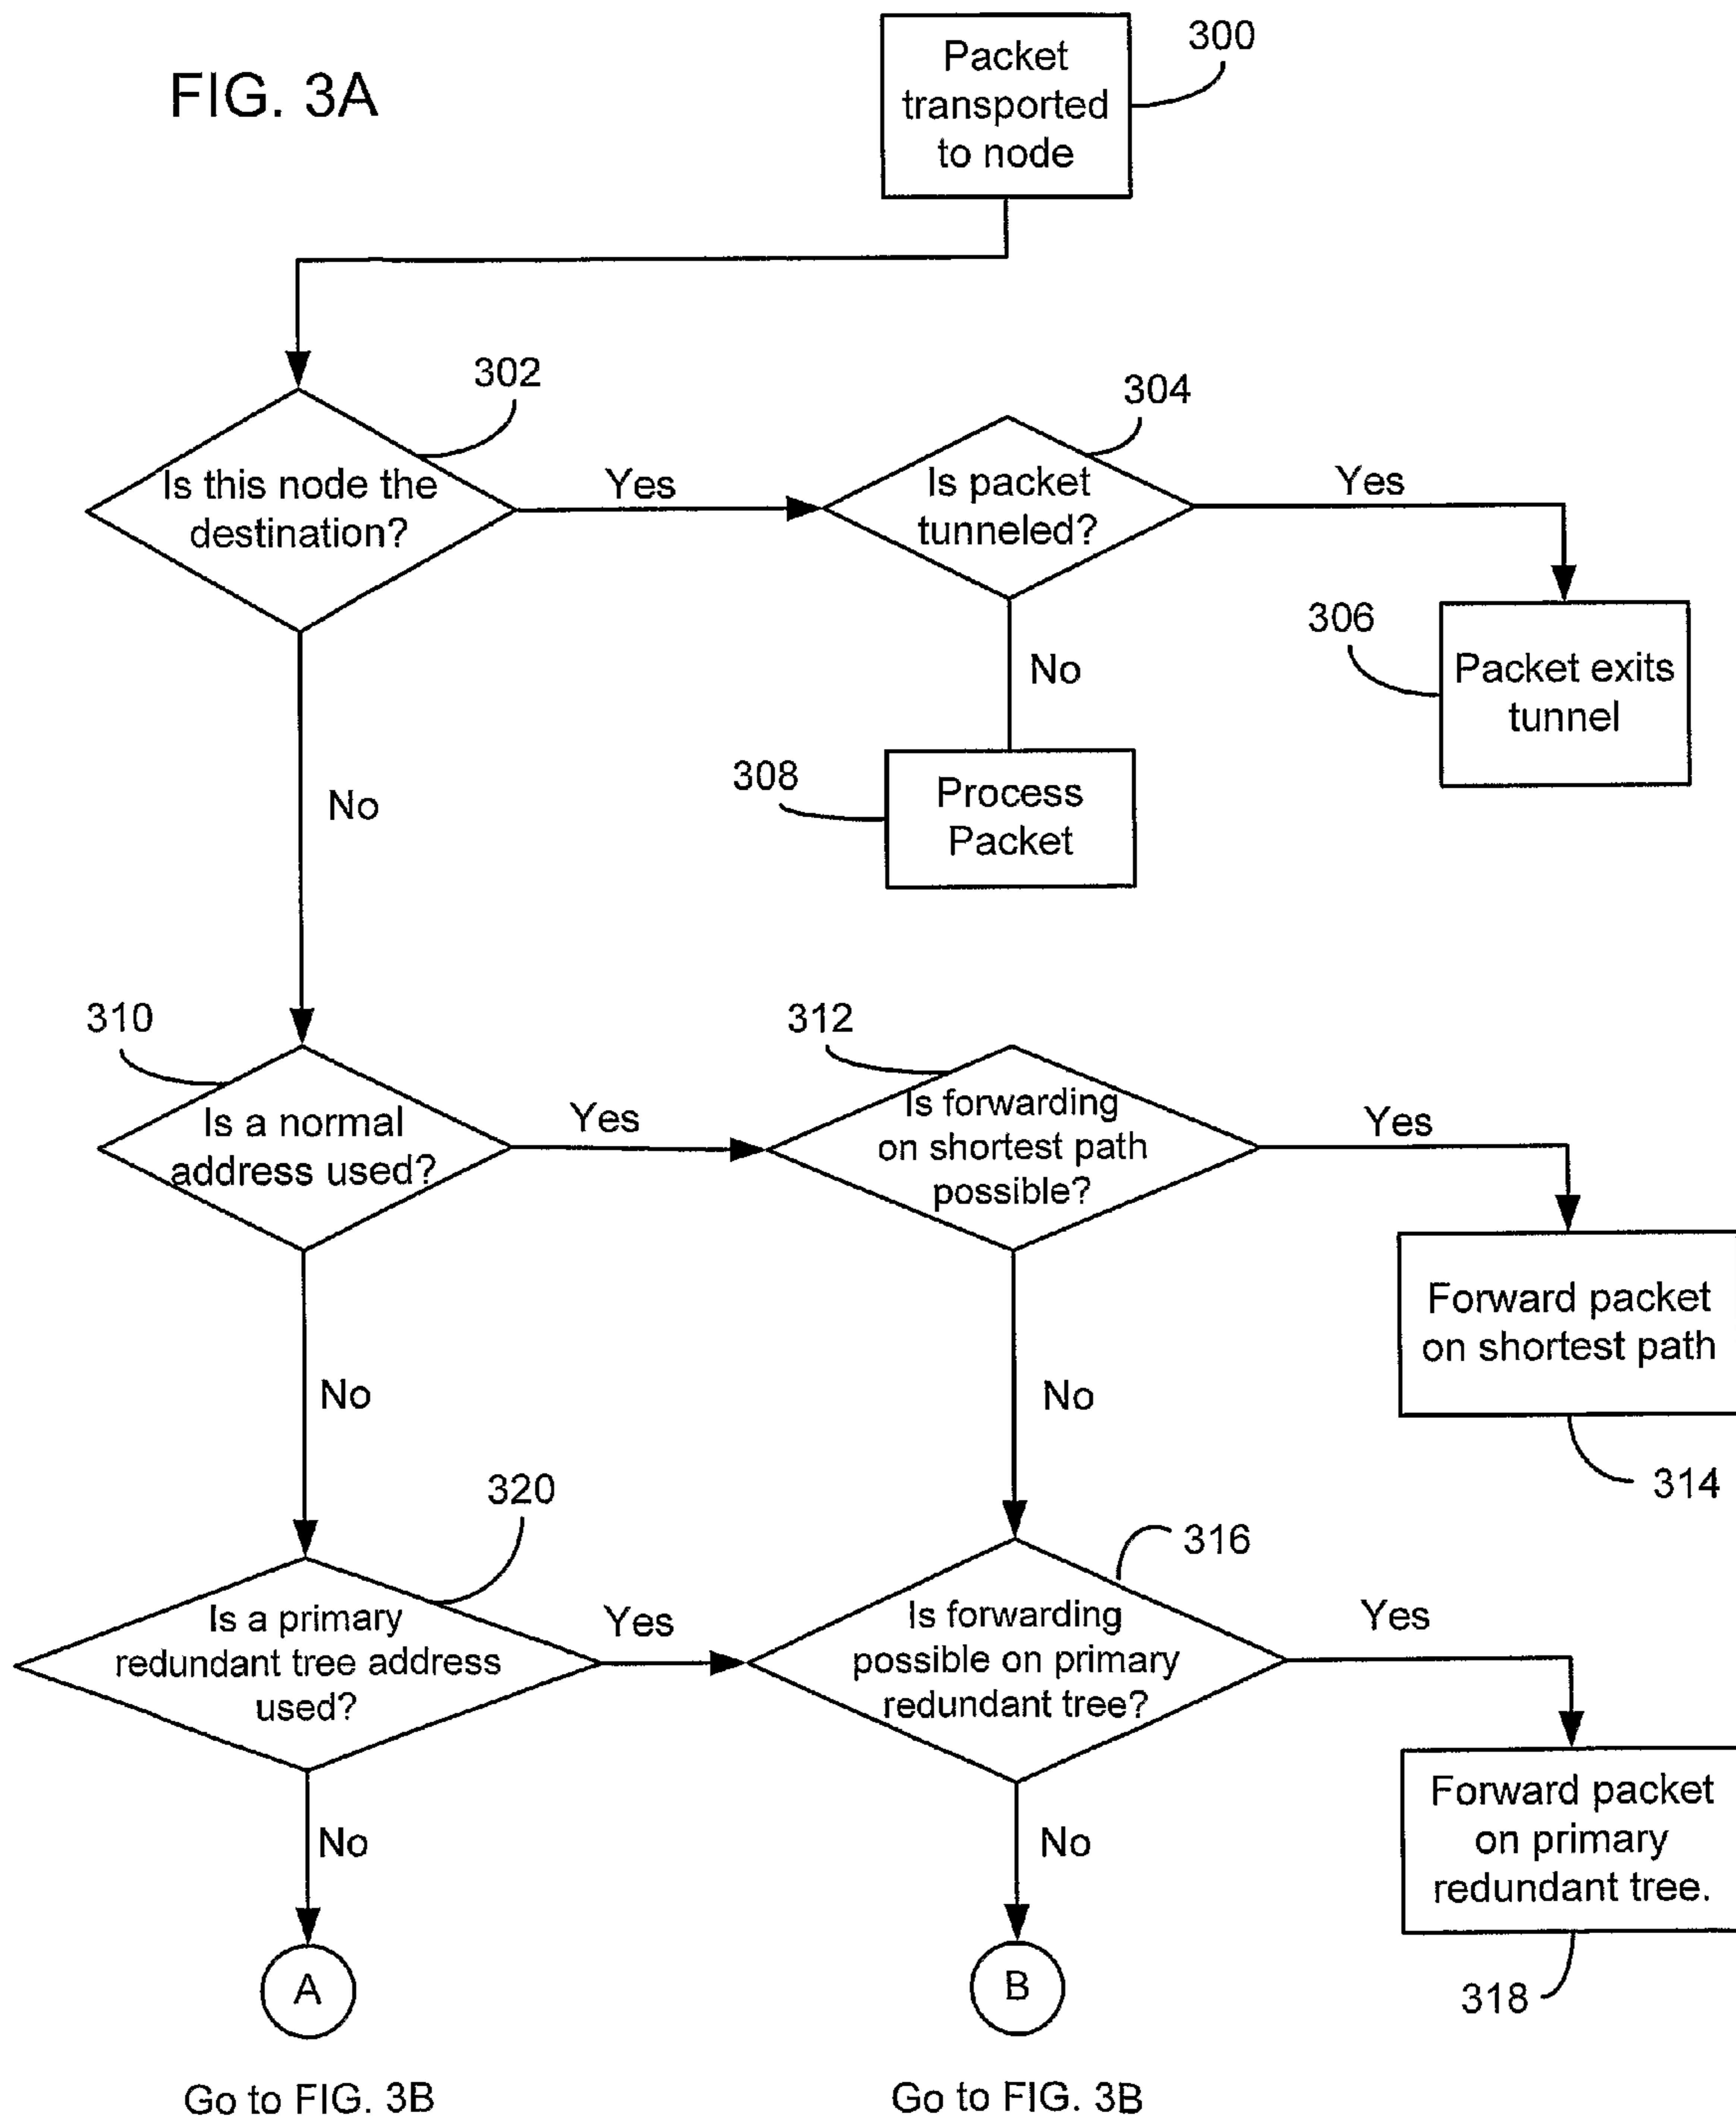 FIG. 3A
Packet
transported
to node
300
302
Is this node the
destination?
Yes
304
Is packet
tunneled?
Yes
306
Packet exits
tunnel
No
308
Process
Packet
No
310
Is a normal
address used?
Yes
312
Is forwarding
on shortest path
possible?
Yes
Forward packet
on shortest path
314
No
No
320
Is a primary
redundant tree address
used?
Yes
316
Is forwarding
possible on primary
redundant tree?
Yes
Forward packet
on primary
redundant tree.
318
No
No
A
B
Go to FIG. 3B
Go to FIG. 3B